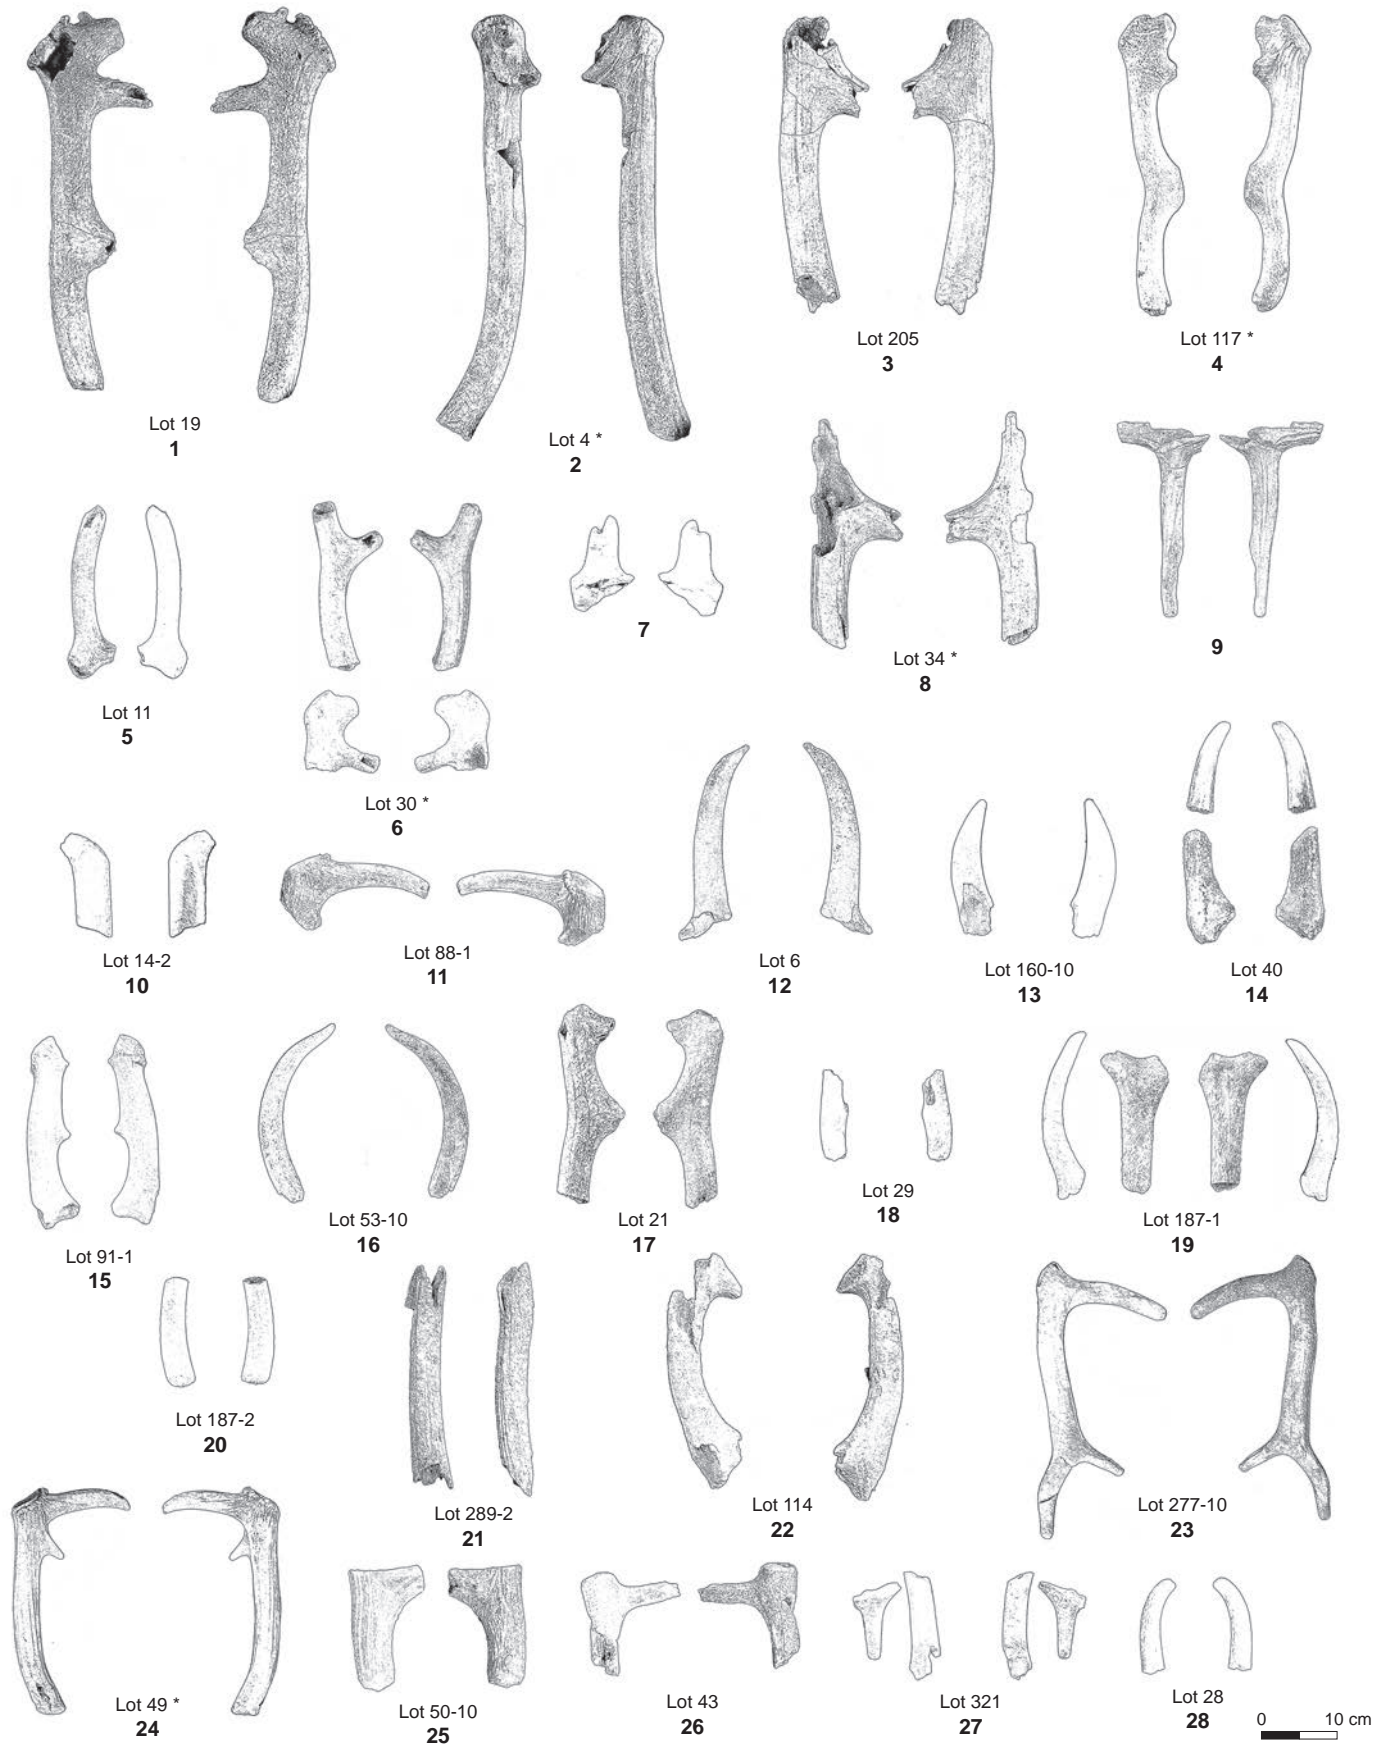 Lot 19
1
Lot 4 *
2
Lot 205
3
Lot 117 *
4
Lot 11
5
Lot 30 *
6
7
Lot 34 *
8
9
Lot 14-2
10
Lot 88-1
11
Lot 6
12
Lot 160-10
13
Lot 40
14
Lot 91-1
15
Lot 53-10
16
Lot 21
17
Lot 29
18
Lot 187-1
19
Lot 187-2
20
Lot 289-2
21
Lot 114
22
Lot 277-10
23
Lot 49 *
24
Lot 50-10
25
Lot 43
26
Lot 321
27
Lot 28
28
0 10 cm